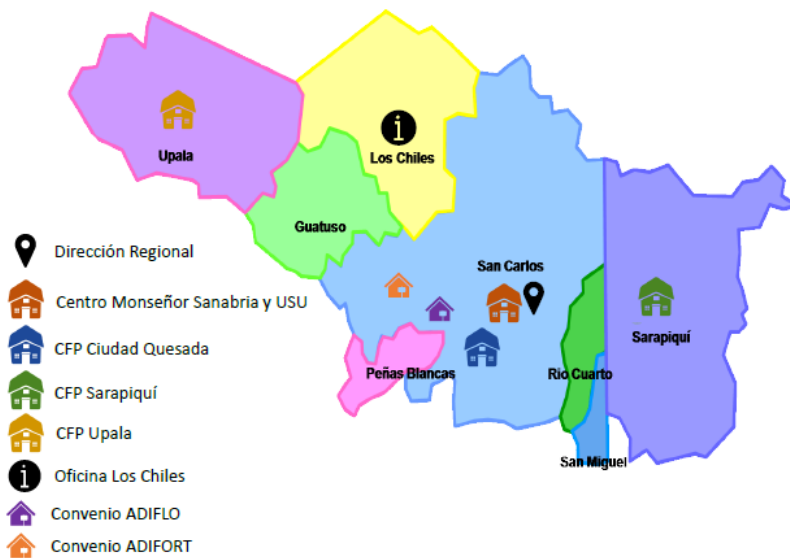 Upala
Los Chiles
Guatuso
San Carlos
Sarapiquí
Peñas Blancas
Rio Cuarto
San Miguel
Dirección Regional
Centro Monseñor Sanabria y USU
CFP Ciudad Quesada
CFP Sarapiquí
CFP Upala
Oficina Los Chiles
Convenio ADIFLO
Convenio ADIFORT